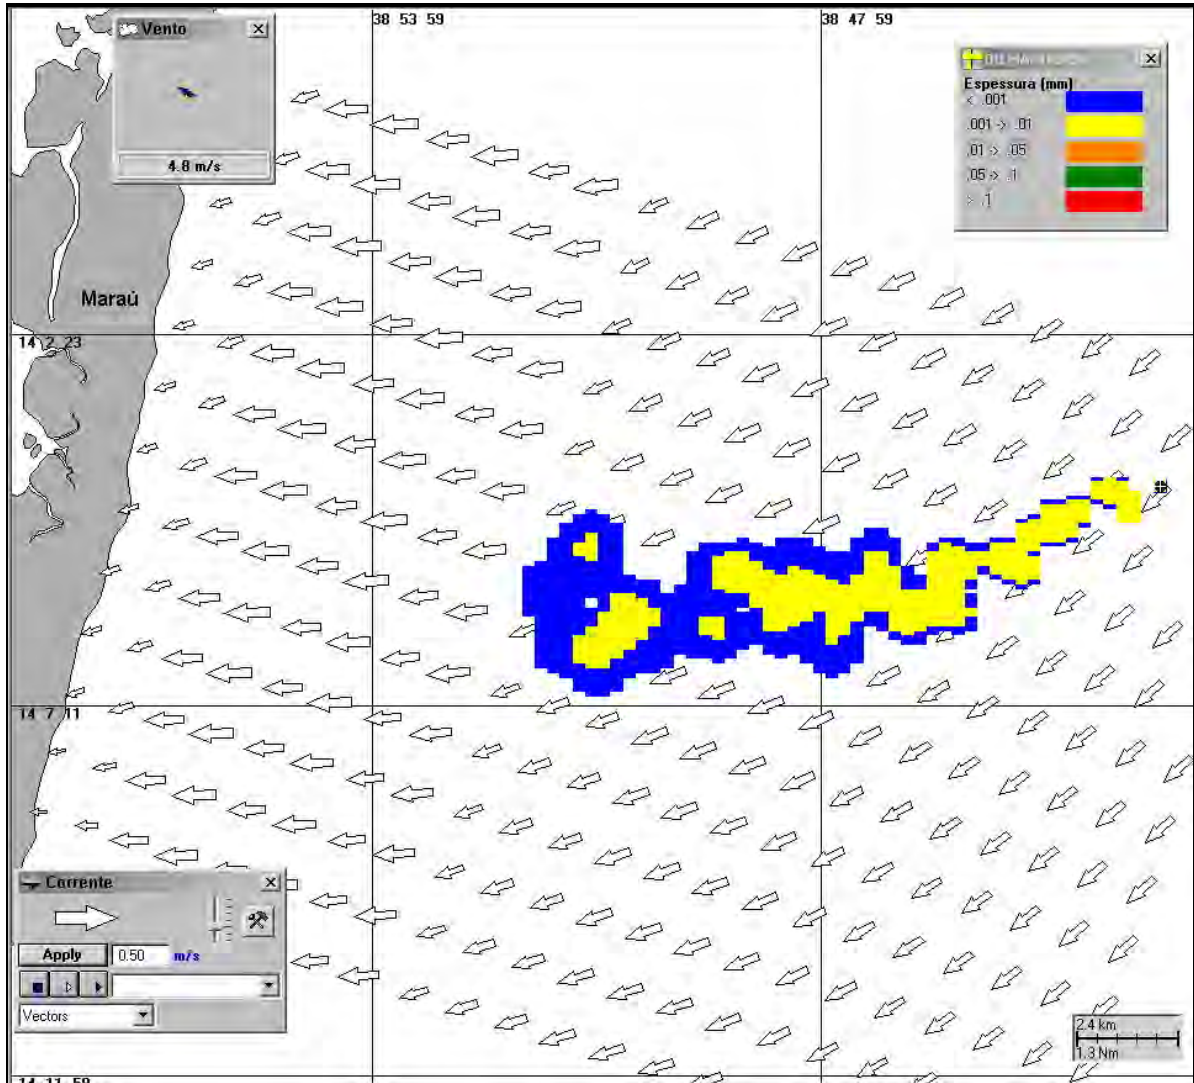 38 53 59
38 47 59
Vento
4.8 m/s
Espessura (mm)
< .001
.001 -> .01
.01 -> .05
.05 -> .1
> .1
Maraú
14 2 23
14 7 11
Corrente
Apply
0.50
m/s
Vectors
2.4 km
1.3 Nm
14 11 59